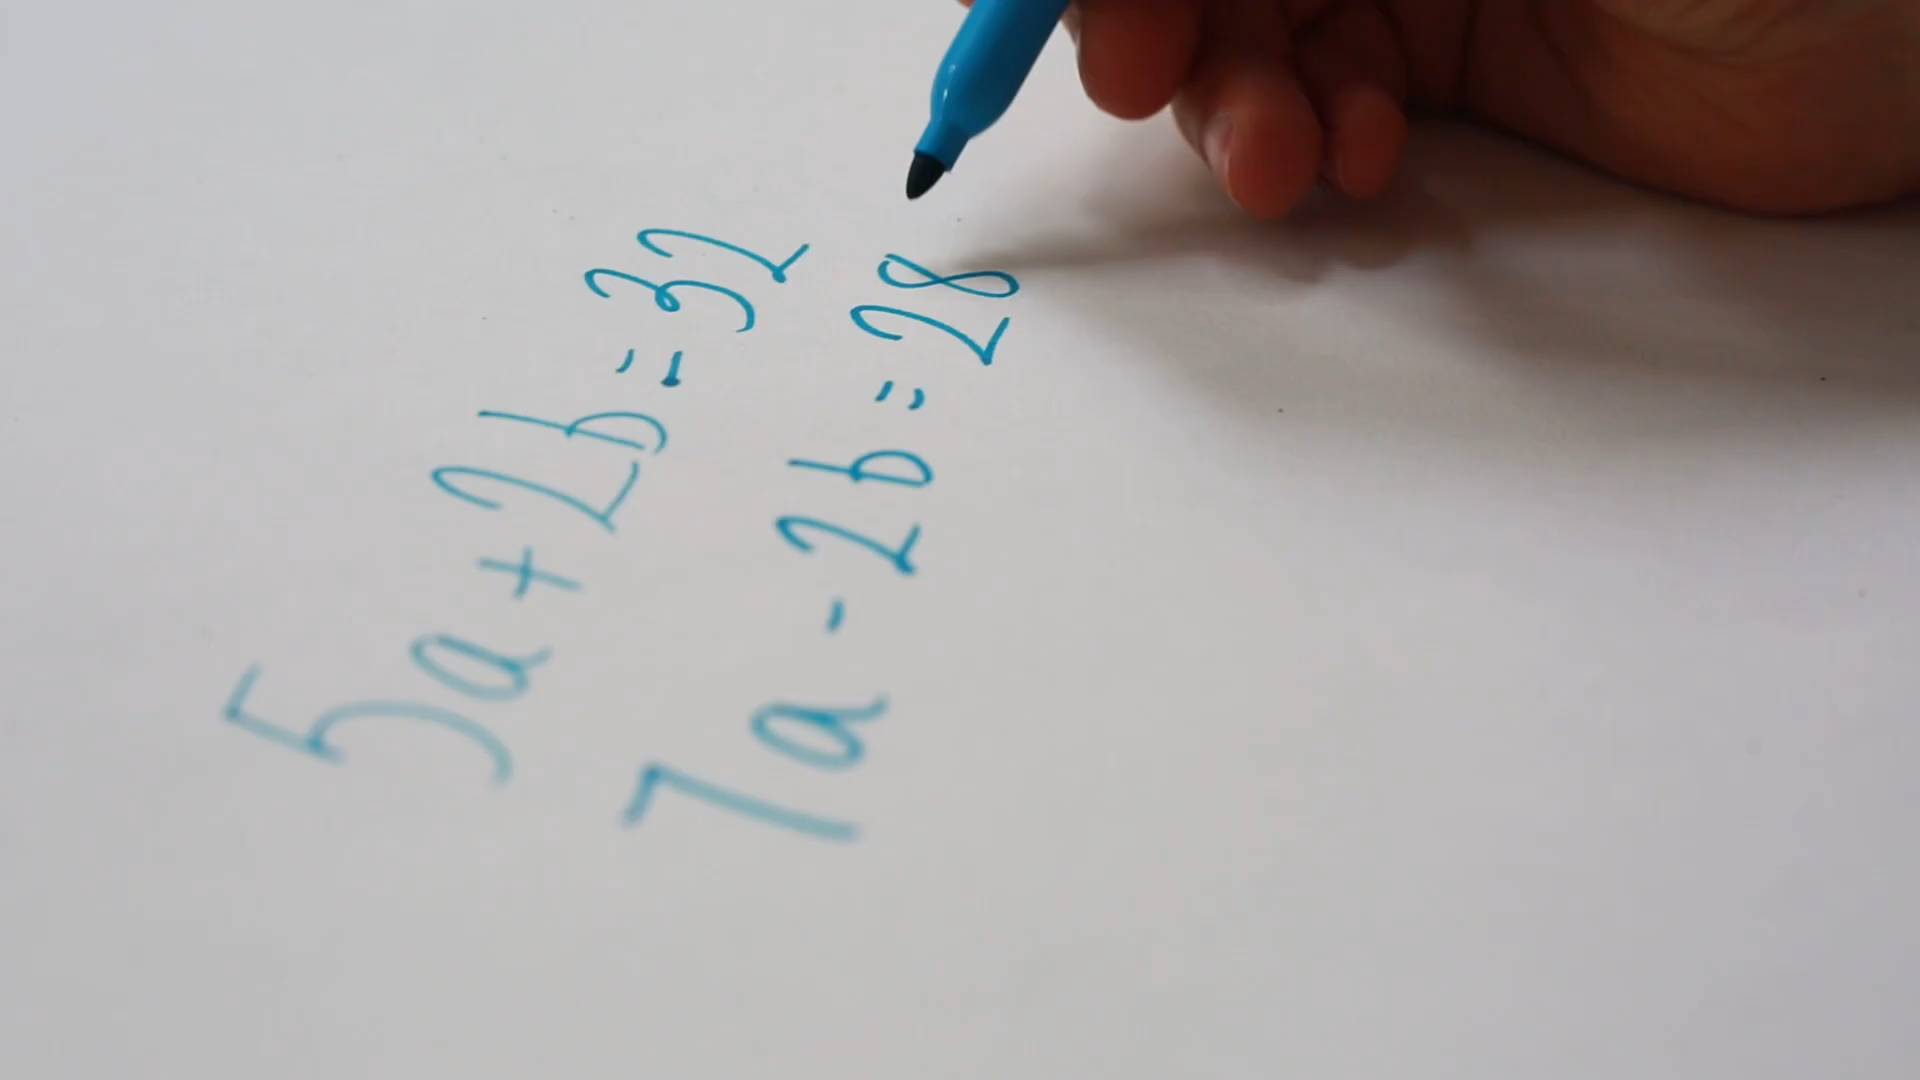 5a + 2b = 32
7a - 2b = 28